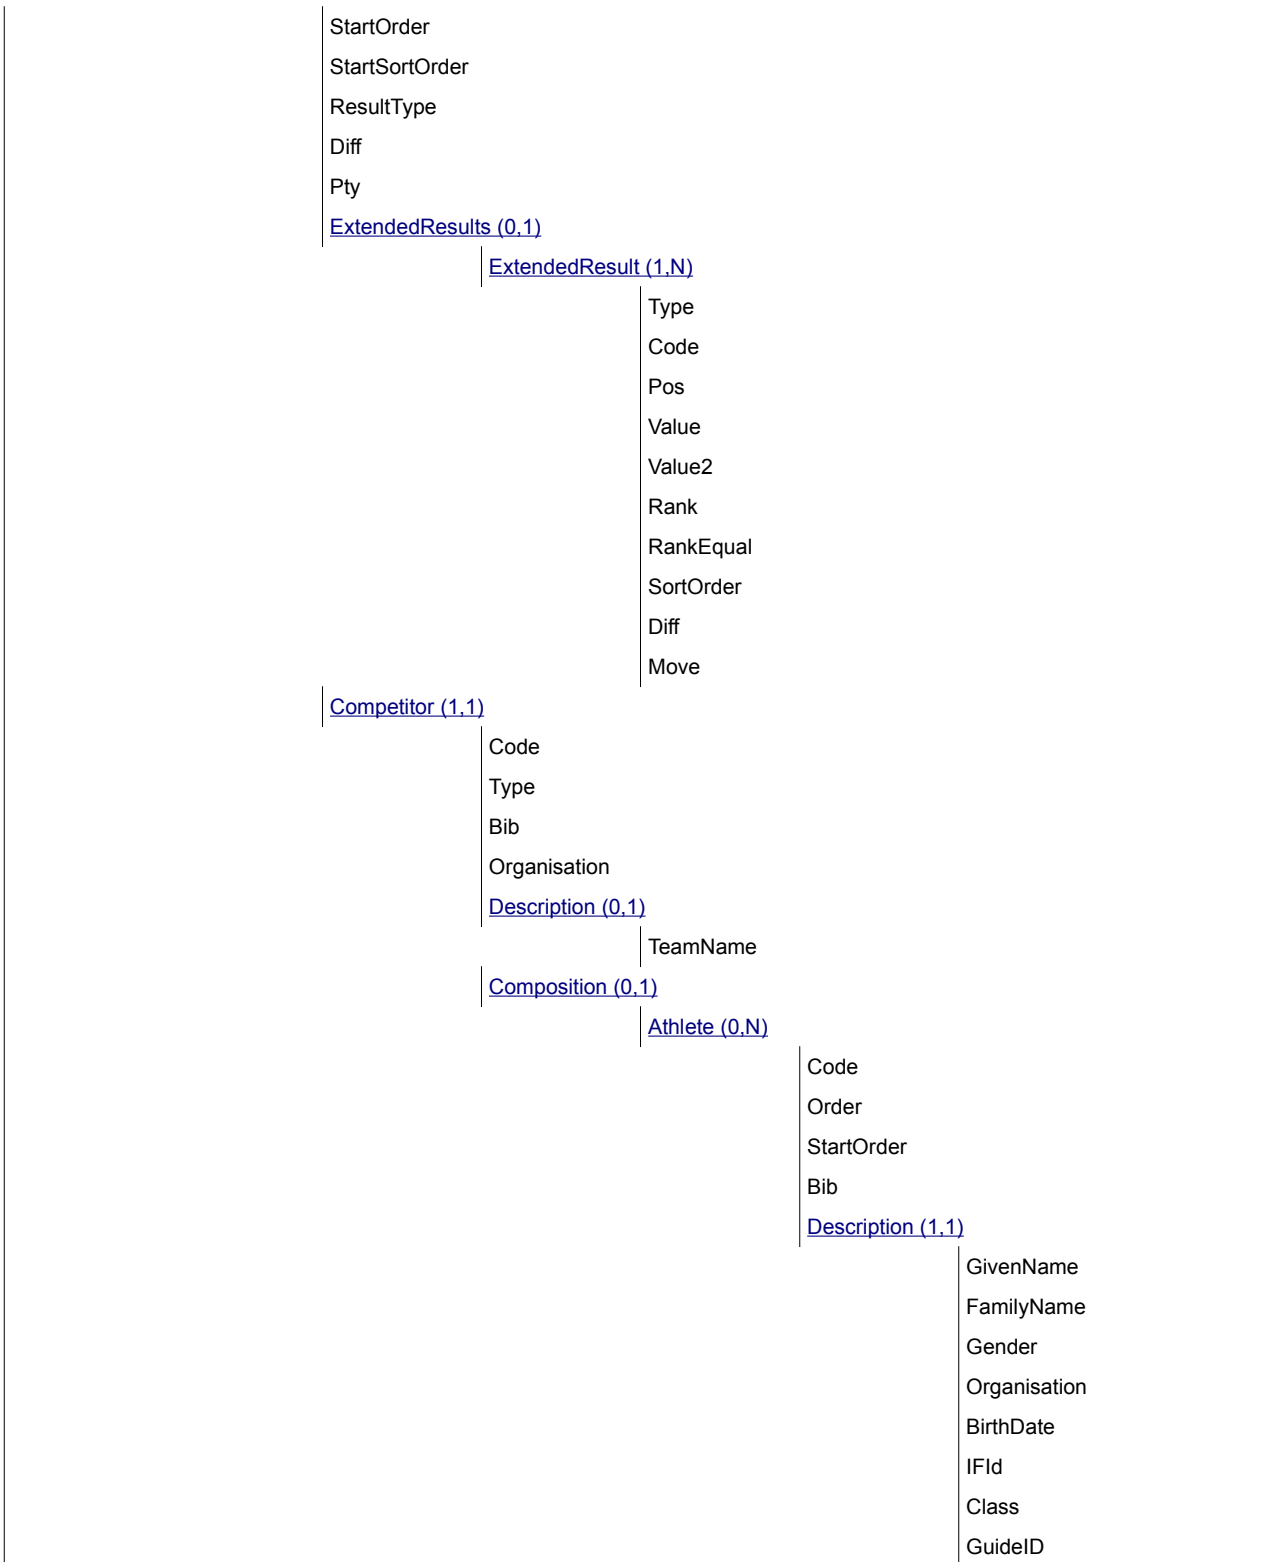 StartOrder
StartSortOrder
ResultType
Diff
Pty
ExtendedResults (0,1)
ExtendedResult (1,N)
Type
Code
Pos
Value
Value2
Rank
RankEqual
SortOrder
Diff
Move
Competitor (1,1)
Code
Type
Bib
Organisation
Description (0,1)
TeamName
Composition (0,1)
Athlete (0,N)
Code
Order
StartOrder
Bib
Description (1,1)
GivenName
FamilyName
Gender
Organisation
BirthDate
IFId
Class
GuideID